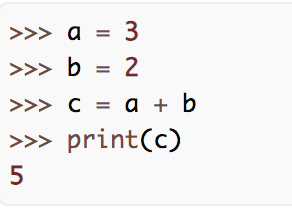 >>> a = 3
>>> b = 2
>>> c = a + b
>>> print(c)
5